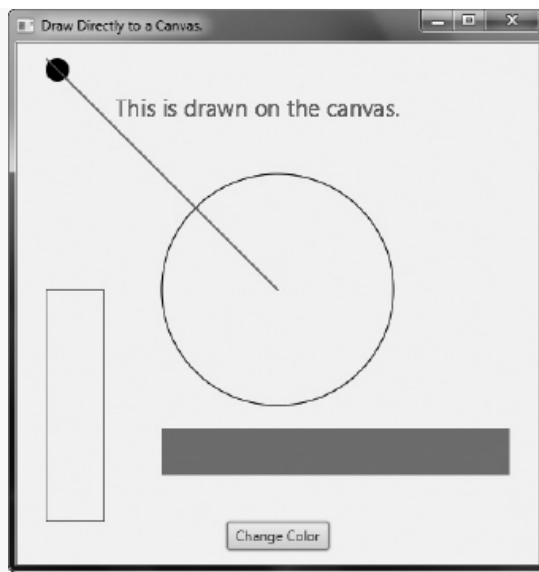 Draw Directly to a Canvas.
This is drawn on the canvas.
Change Color